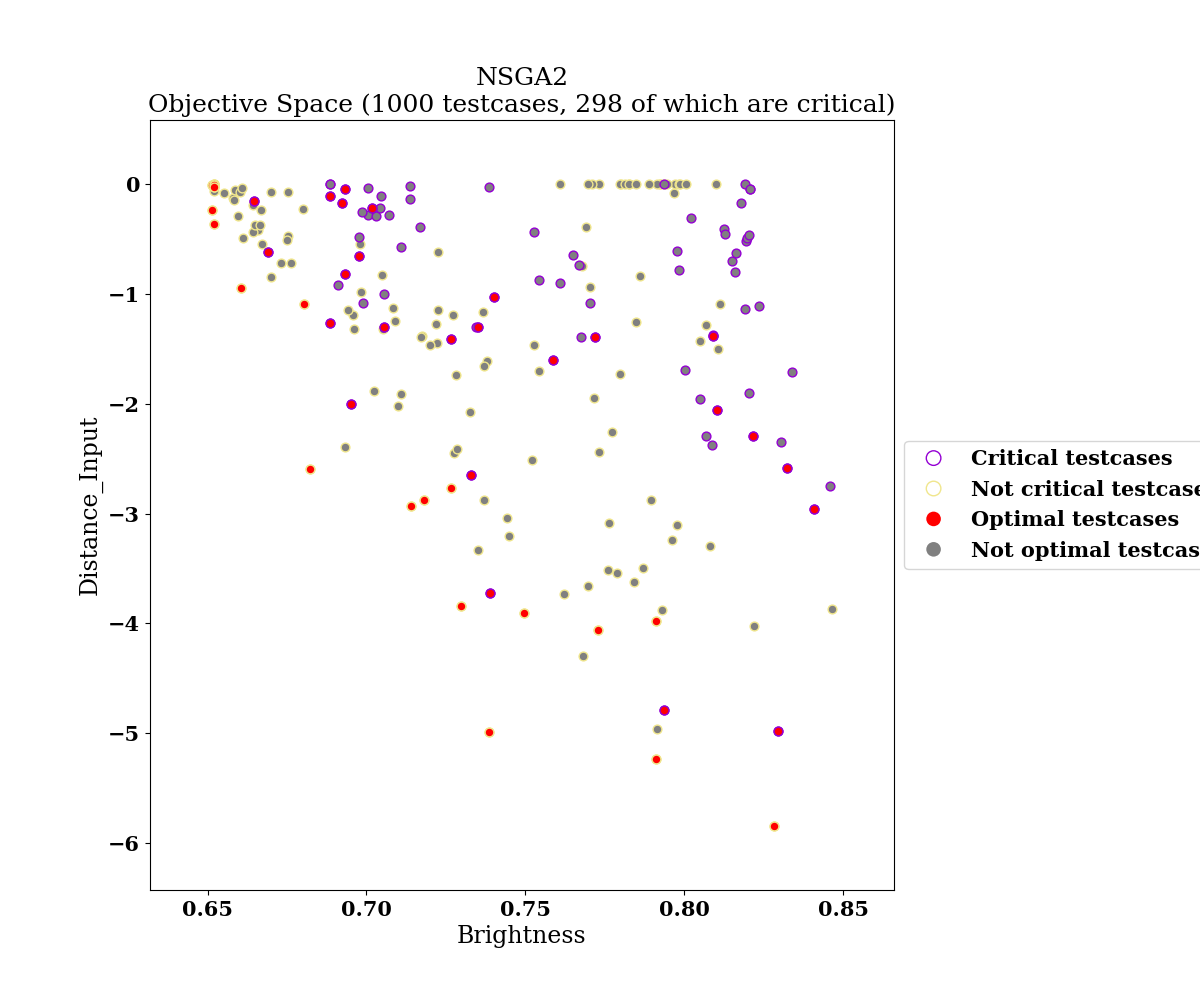 NSGA2
Objective Space (1000 testcases, 298 of which are critical)
0
−1
−2
−3
−4
−5
−6
Distance_Input
0.65 0.70 0.75 0.80 0.85
Brightness
Critical testcases
Not critical testcase
Optimal testcases
Not optimal testcas